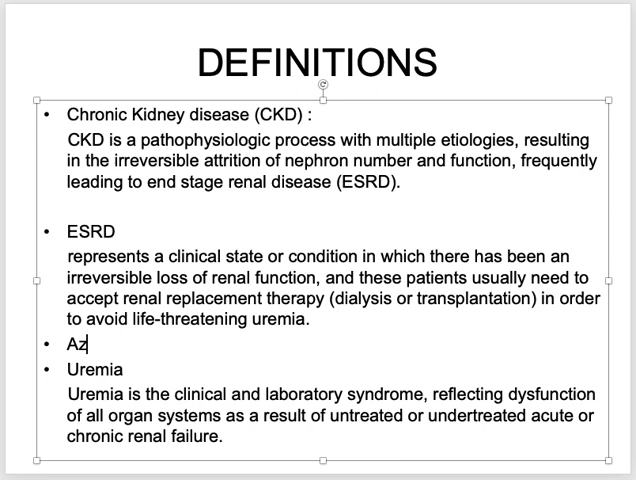 DEFINITIONS
• Chronic Kidney disease (CKD) :
CKD is a pathophysiologic process with multiple etiologies, resulting
in the irreversible attrition of nephron number and function, frequently
leading to end stage renal disease (ESRD).
• ESRD
represents a clinical state or condition in which there has been an
irreversible loss of renal function, and these patients usually need to
accept renal replacement therapy (dialysis or transplantation) in order
to avoid life-threatening uremia.
• Az
• Uremia
Uremia is the clinical and laboratory syndrome, reflecting dysfunction
of all organ systems as a result of untreated or undertreated acute or
chronic renal failure.